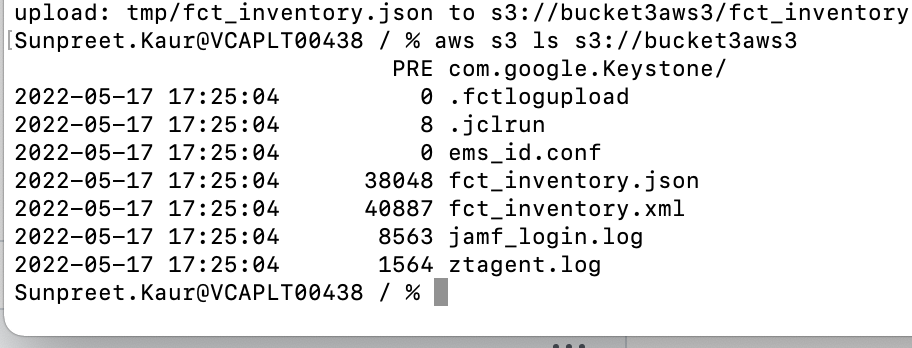 upload: tmp/fct_inventory.json to s3://bucket3aws3/fct_inventory
[Sunpreet.Kaur@VCAPLT00438 / % aws s3 ls s3://bucket3aws3
PRE com.google.Keystone/
2022-05-17 17:25:04 0 .fctlogupload
2022-05-17 17:25:04 8 .jclrun
2022-05-17 17:25:04 0 ems_id.conf
2022-05-17 17:25:04 38048 fct_inventory.json
2022-05-17 17:25:04 40887 fct_inventory.xml
2022-05-17 17:25:04 8563 jamf_login.log
2022-05-17 17:25:04 1564 ztagent.log
Sunpreet.Kaur@VCAPLT00438 / %